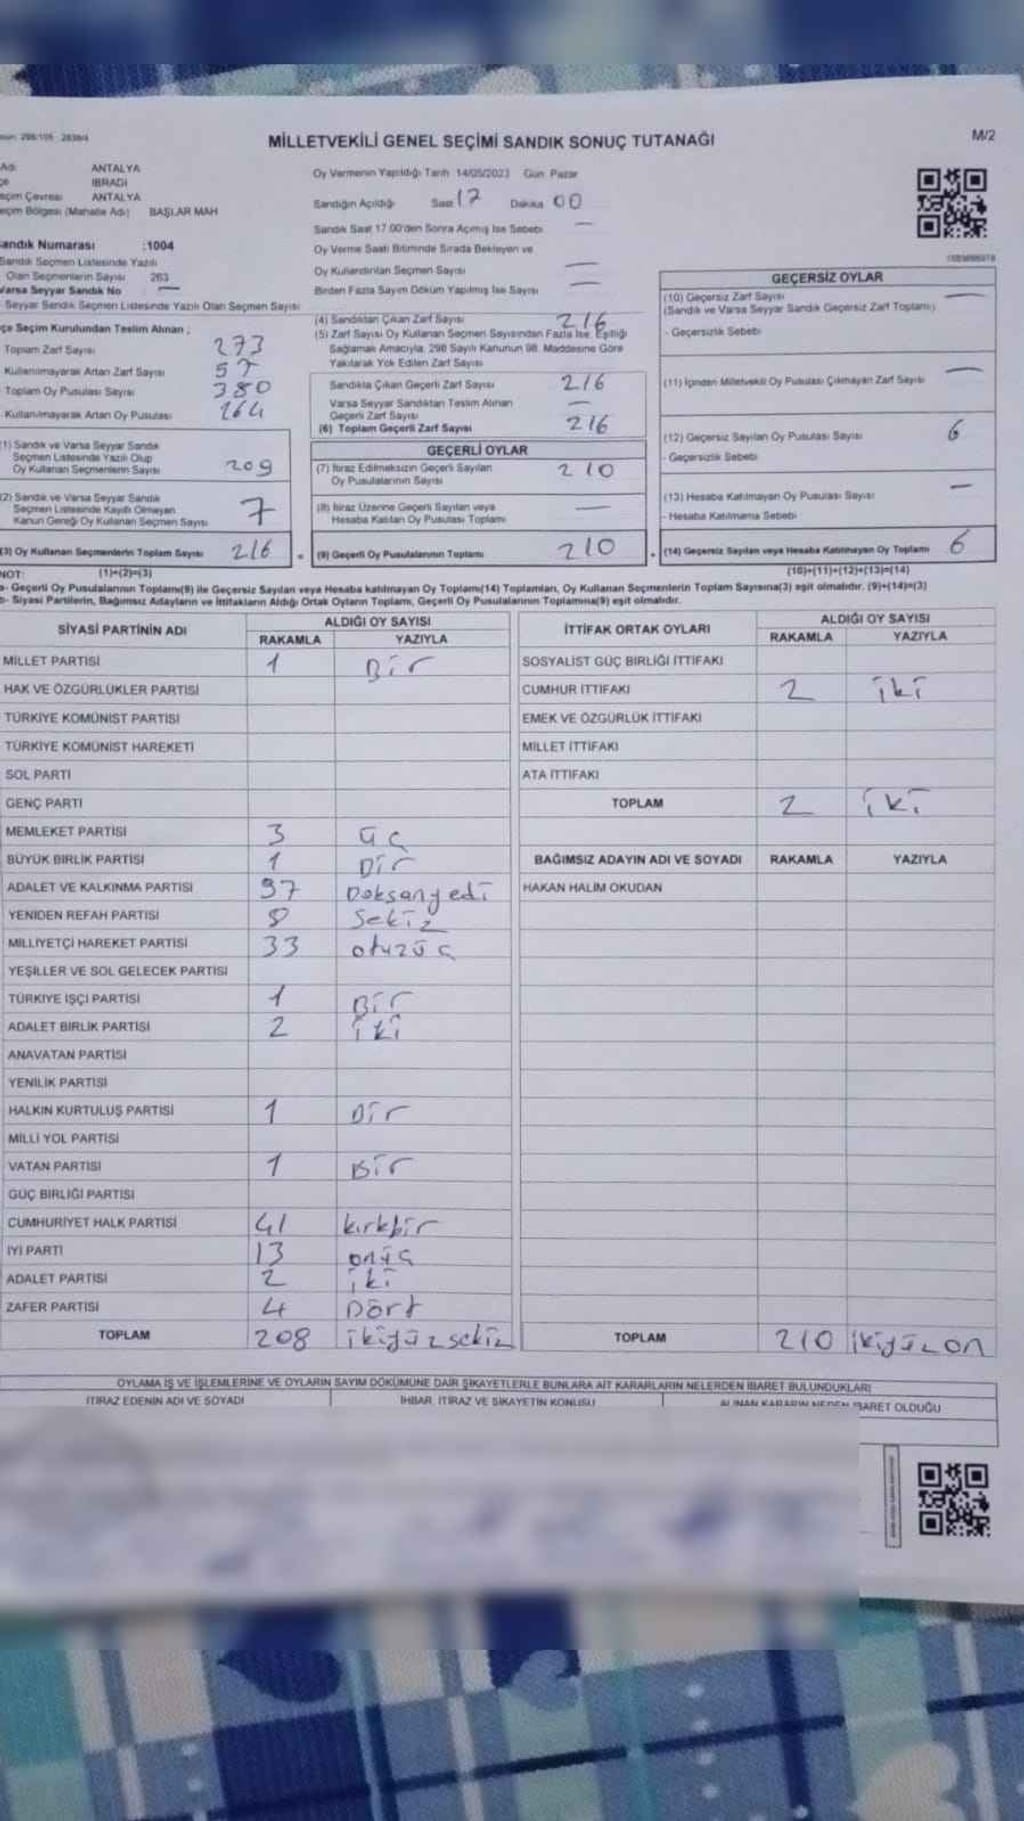 MİLLETVEKİLİ GENEL SEÇİMİ SANDIK SONUÇ TUTANAĞI
M/2
ANTALYA
İBRADI
ANTALYA
(Mahalle Adı) BAŞLAR MAH
Oy Vermenin Yapıldığı Tarih 14/05/2023 Gün: Pazar
Sandığın Açıldığı Saat 17 Dakika 00
Sandık Saat 17:00'den Sonra Açılmış İse Sebebi —
Oy Verme Saati Bitiminde Sırada Bekleyen ve
Oy Kullandırılan Seçmen Sayısı —
Birden Fazla Sayım Döküm Yapılmış İse Sayısı —
andık Numarası :1004
Sandık Seçmen Listesinde Yazılı
Olan Seçmenlerin Sayısı 263
Varsa Seyyar Sandık No —
Seyyar Sandık Seçmen Listesinde Yazılı Olan Seçmen Sayısı
çe Seçim Kurulundan Teslim Alınan ;
Toplam Zarf Sayısı 273
Kullanılmayarak Artan Zarf Sayısı 57
Toplam Oy Pusulası Sayısı 380
Kullanılmayarak Artan Oy Pusulası 164
1) Sandık ve Varsa Seyyar Sandık
Seçmen Listesinde Yazılı Olup
Oy Kullanan Seçmenlerin Sayısı 209
2) Sandık ve Varsa Seyyar Sandık
Seçmen Listesinde Kayıtlı Olmayan
Kanun Gereği Oy Kullanan Seçmen Sayısı 7
(3) Oy Kullanan Seçmenlerin Toplam Sayısı 216
(4) Sandıktan Çıkan Zarf Sayısı 216
(5) Zarf Sayısı Oy Kullanan Seçmen Sayısından Fazla İse, Eşitliği
Sağlamak Amacıyla, 298 Sayılı Kanunun 98. Maddesine Göre
Yakılarak Yok Edilen Zarf Sayısı
Sandıkta Çıkan Geçerli Zarf Sayısı 216
Varsa Seyyar Sandıktan Teslim Alınan
Geçerli Zarf Sayısı —
(6) Toplam Geçerli Zarf Sayısı 216
GEÇERLİ OYLAR
(7) İtiraz Edilmeksizin Geçerli Sayılan
Oy Pusulalarının Sayısı 210
(8) İtiraz Üzerine Geçerli Sayılan veya
Hesaba Katılan Oy Pusulası Toplamı —
(9) Geçerli Oy Pusulalarının Toplamı 210
GEÇERSİZ OYLAR
(10) Geçersiz Zarf Sayısı —
(Sandık ve Varsa Seyyar Sandık Geçersiz Zarf Toplamı)
- Geçersizlik Sebebi
(11) İçinden Milletvekili Oy Pusulası Çıkmayan Zarf Sayısı —
(12) Geçersiz Sayılan Oy Pusulası Sayısı 6
- Geçersizlik Sebebi
(13) Hesaba Katılmayan Oy Pusulası Sayısı —
- Hesaba Katılmama Sebebi
(14) Geçersiz Sayılan veya Hesaba Katılmayan Oy Toplamı 6
NOT: (1)+(2)=(3) (10)+(11)+(12)+(13)=(14)
a- Geçerli Oy Pusulalarının Toplamı(9) ile Geçersiz Sayılan veya Hesaba katılmayan Oy Toplamı(14) Toplamları, Oy Kullanan Seçmenlerin Toplam Sayısına(3) eşit olmalıdır. (9)+(14)=(3)
b- Siyasi Partilerin, Bağımsız Adayların ve İttifakların Aldığı Ortak Oyların Toplamı, Geçerli Oy Pusulalarının Toplamına(9) eşit olmalıdır.
SİYASİ PARTİNİN ADI ALDIĞI OY SAYISI
RAKAMLA YAZIYLA
MİLLET PARTİSİ 1 Bir
HAK VE ÖZGÜRLÜKLER PARTİSİ
TÜRKİYE KOMÜNİST PARTİSİ
TÜRKİYE KOMÜNİST HAREKETİ
SOL PARTİ
GENÇ PARTİ
MEMLEKET PARTİSİ 3 üç
BÜYÜK BİRLİK PARTİSİ 1 Bir
ADALET VE KALKINMA PARTİSİ 97 Doksanyedi
YENİDEN REFAH PARTİSİ 8 Sekiz
MİLLİYETÇİ HAREKET PARTİSİ 33 otuzüç
YEŞİLLER VE SOL GELECEK PARTİSİ
TÜRKİYE İŞÇİ PARTİSİ 1 Bir
ADALET BİRLİK PARTİSİ 2 iki
ANAVATAN PARTİSİ
YENİLİK PARTİSİ
HALKIN KURTULUŞ PARTİSİ 1 Bir
MİLLİ YOL PARTİSİ
VATAN PARTİSİ 1 Bir
GÜÇ BİRLİĞİ PARTİSİ
CUMHURİYET HALK PARTİSİ 41 kırkbir
İYİ PARTİ 13 onüç
ADALET PARTİSİ 2 iki
ZAFER PARTİSİ 4 Dört
TOPLAM 208 ikiyüzsekiz
İTTİFAK ORTAK OYLARI ALDIĞI OY SAYISI
RAKAMLA YAZIYLA
SOSYALİST GÜÇ BİRLİĞİ İTTİFAKI
CUMHUR İTTİFAKI 2 iki
EMEK VE ÖZGÜRLÜK İTTİFAKI
MİLLET İTTİFAKI
ATA İTTİFAKI
TOPLAM 2 iki
BAĞIMSIZ ADAYIN ADI VE SOYADI RAKAMLA YAZIYLA
HAKAN HALİM OKUDAN
TOPLAM 210 ikiyüzon
OYLAMA İŞ VE İŞLEMLERİNE VE OYLARIN SAYIM DÖKÜMÜNE DAİR ŞİKAYETLERLE BUNLARA AİT KARARLARIN NELERDEN İBARET BULUNDUKLARI
İTİRAZ EDENİN ADI VE SOYADI İHBAR, İTİRAZ VE ŞİKAYETİN KONUSU ALINAN KARARIN NEDEN İBARET OLDUĞU